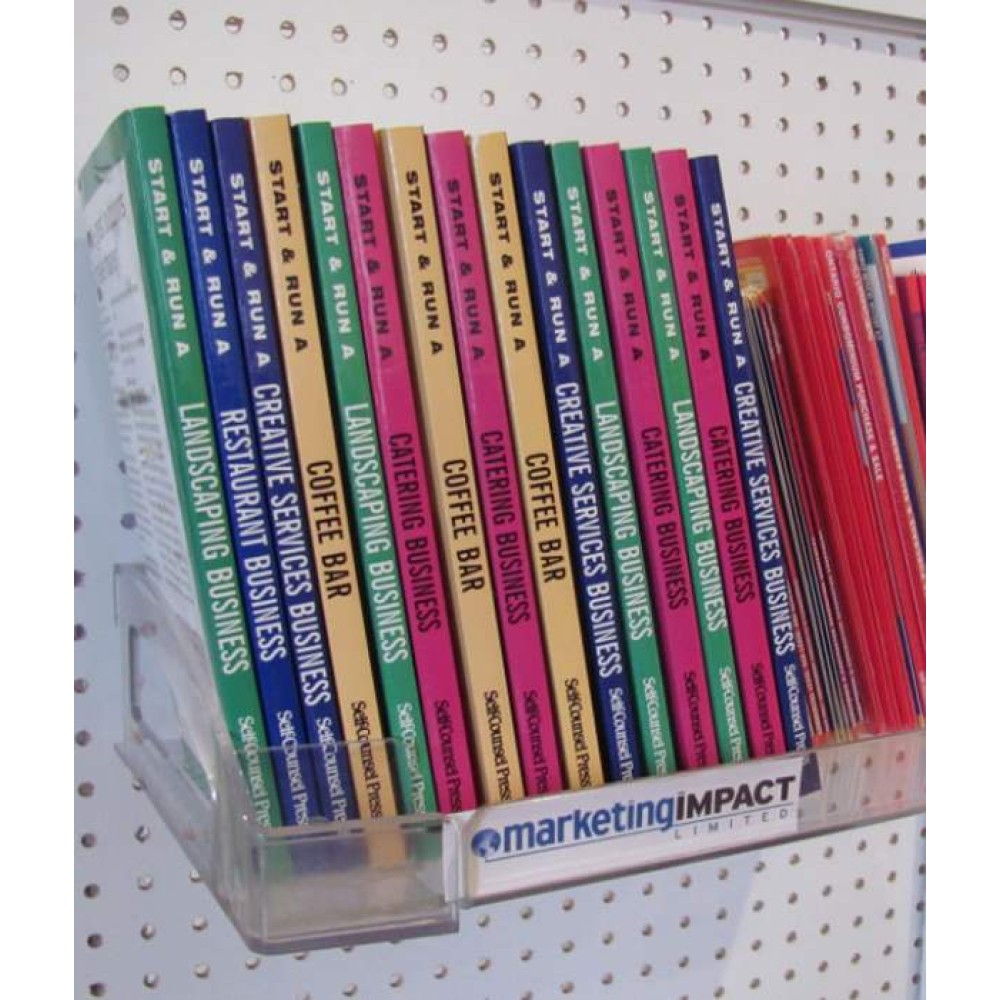 START & RUN A LANDSCAPING BUSINESS Self-Counsel Press
START & RUN A RESTAURANT BUSINESS Self-Counsel Press
START & RUN A CREATIVE SERVICES BUSINESS Self-Counsel Press
START & RUN A COFFEE BAR Self-Counsel Press
START & RUN A LANDSCAPING BUSINESS Self-Counsel Press
START & RUN A CATERING BUSINESS Self-Counsel Press
START & RUN A COFFEE BAR Self-Counsel Press
START & RUN A CATERING BUSINESS
START & RUN A COFFEE BAR Self-Counsel Press
START & RUN A CREATIVE SERVICES BUSINESS Self-Counsel Press
START & RUN A LANDSCAPING BUSINESS Self-Counsel Press
START & RUN A CATERING BUSINESS
START & RUN A LANDSCAPING BUSINESS Self-Counsel Press
START & RUN A CATERING BUSINESS
START & RUN A CREATIVE SERVICES BUSINESS Self-Counsel Press
ONTARIO CONDOMINIUM PURCHASE & SALE
marketingIMPACT
LIMITED